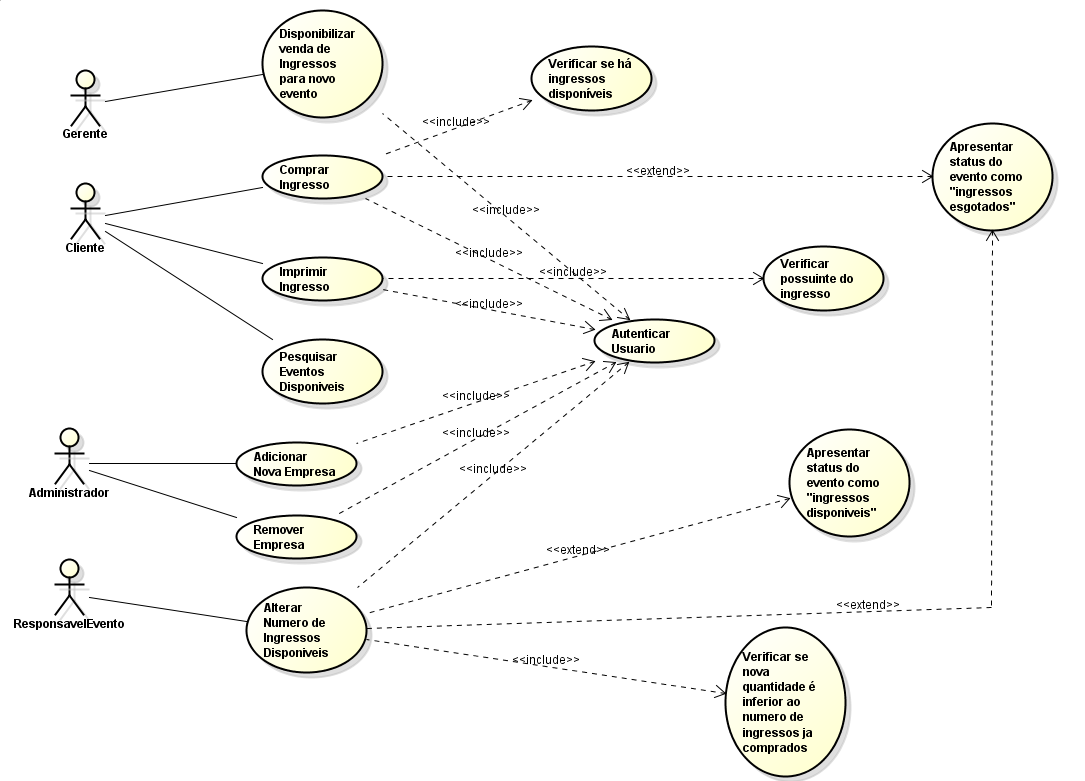 Disponibilizar
venda de
Ingressos
para novo
evento
Verificar se há
ingressos
disponíveis
Gerente
<<include>>
Apresentar
status do
evento como
"ingressos
esgotados"
Comprar
Ingresso
<<extend>>
Cliente
<<include>>
<<include>>
Imprimir
Ingresso
<<include>>
Verificar
possuinte do
ingresso
<<include>>
Autenticar
Usuario
Pesquisar
Eventos
Disponiveis
<<include>>
<<include>>
Adicionar
Nova Empresa
<<include>>
Administrador
Apresentar
status do
evento como
"ingressos
disponiveis"
Remover
Empresa
<<extend>>
ResponsavelEvento
Alterar
Numero de
Ingressos
Disponiveis
<<extend>>
<<include>>
Verificar se
nova
quantidade é
inferior ao
numero de
ingressos ja
comprados